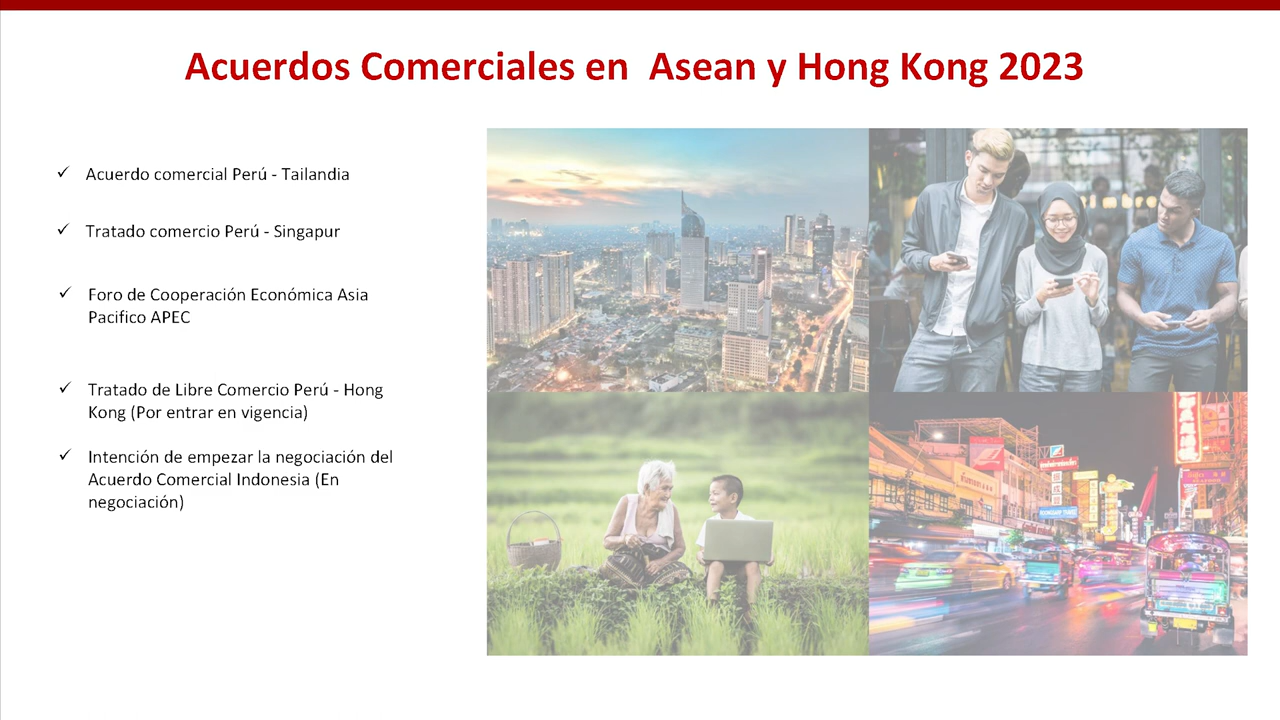 Acuerdos Comerciales en Asean y Hong Kong 2023
✓ Acuerdo comercial Perú - Tailandia
✓ Tratado comercio Perú - Singapur
✓ Foro de Cooperación Económica Asia
Pacifico APEC
✓ Tratado de Libre Comercio Perú - Hong
Kong (Por entrar en vigencia)
✓ Intención de empezar la negociación del
Acuerdo Comercial Indonesia (En
negociación)